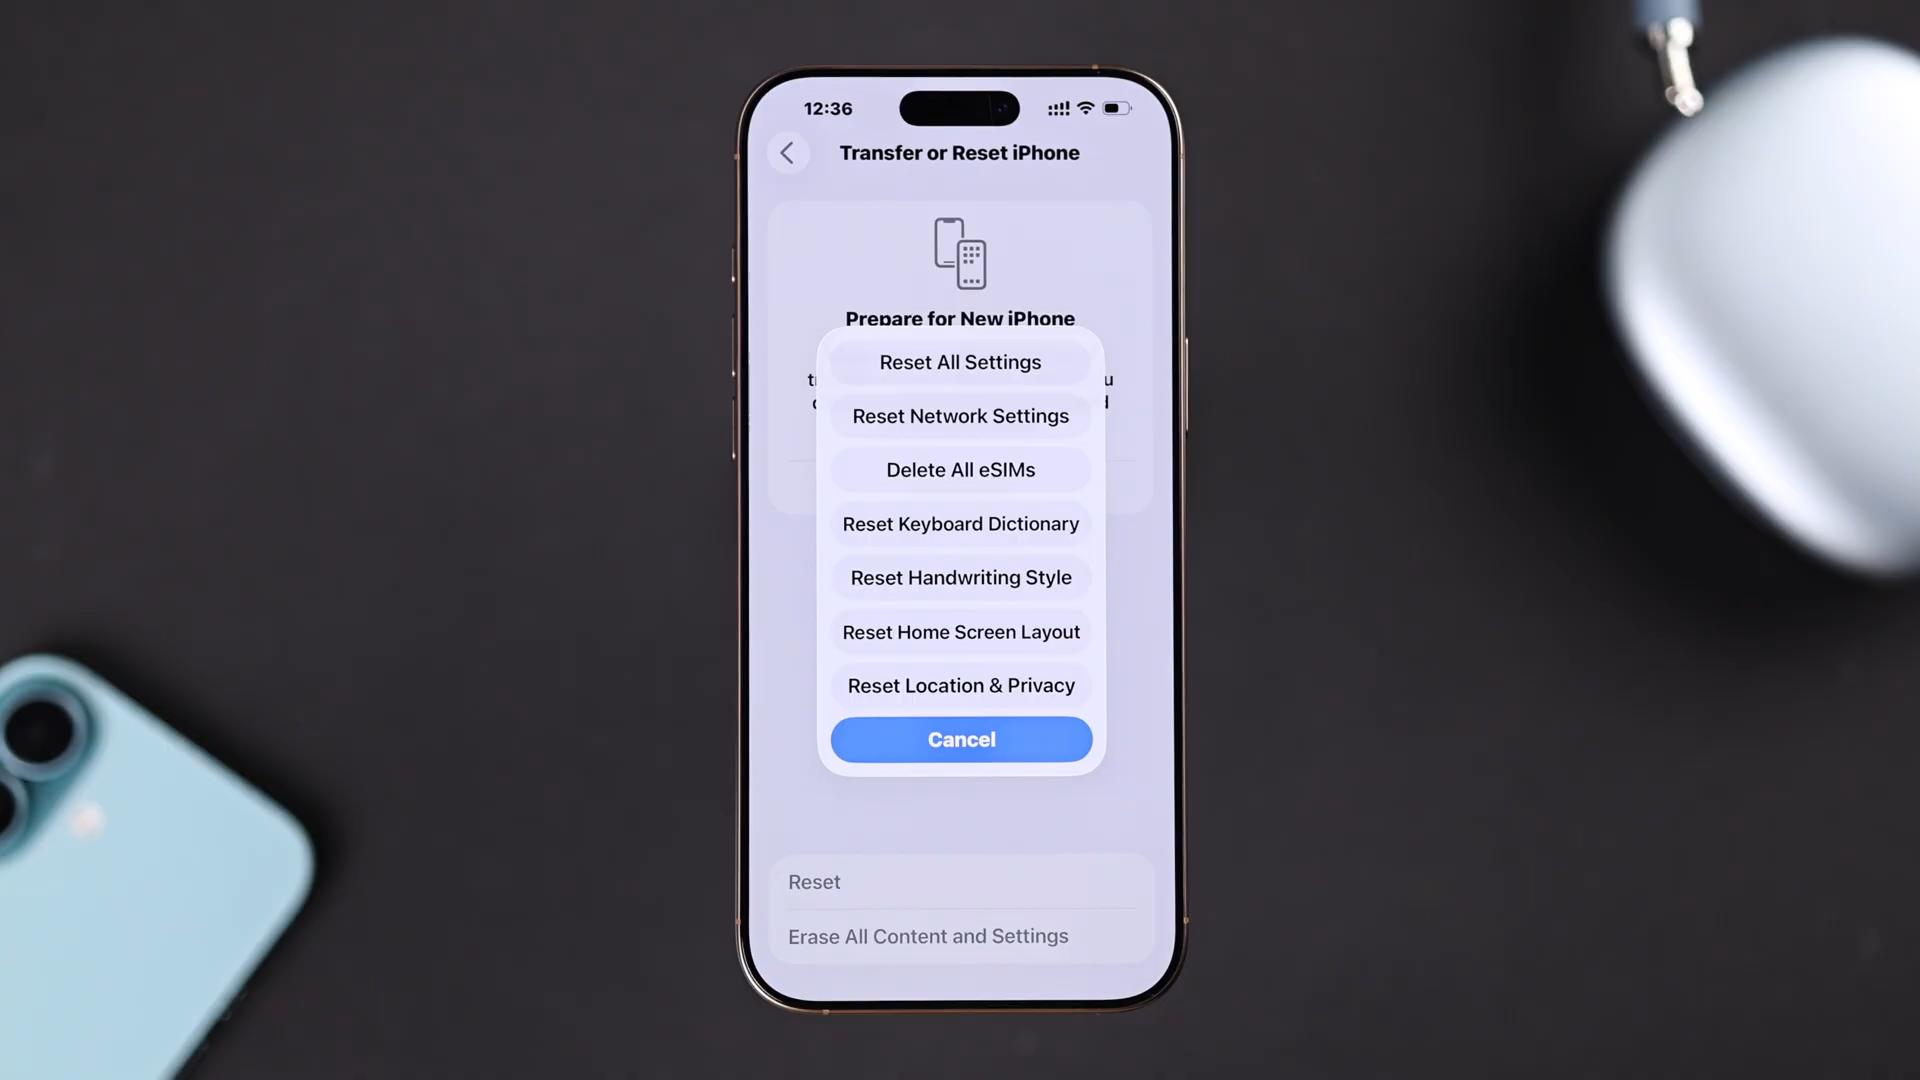 12:36
Transfer or Reset iPhone
Prepare for New iPhone
Reset All Settings
Reset Network Settings
Delete All eSIMs
Reset Keyboard Dictionary
Reset Handwriting Style
Reset Home Screen Layout
Reset Location & Privacy
Cancel
Reset
Erase All Content and Settings